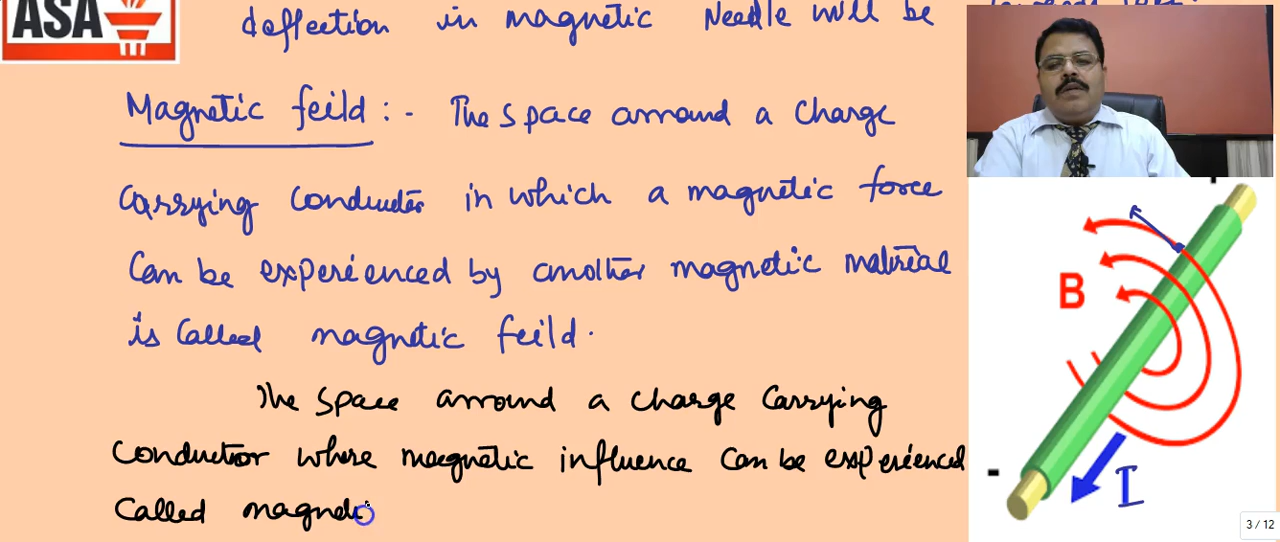 ASA
deflection in magnetic Needle will be
Magnetic feild :- The space arround a charge
carrying conductor in which a magnetic force
Can be experienced by another magnetic material
is called magnetic feild.
The space arround a charge carrying
Conductor where magnetic influence can be experienced
Called magneti
B
I
-
3 / 12